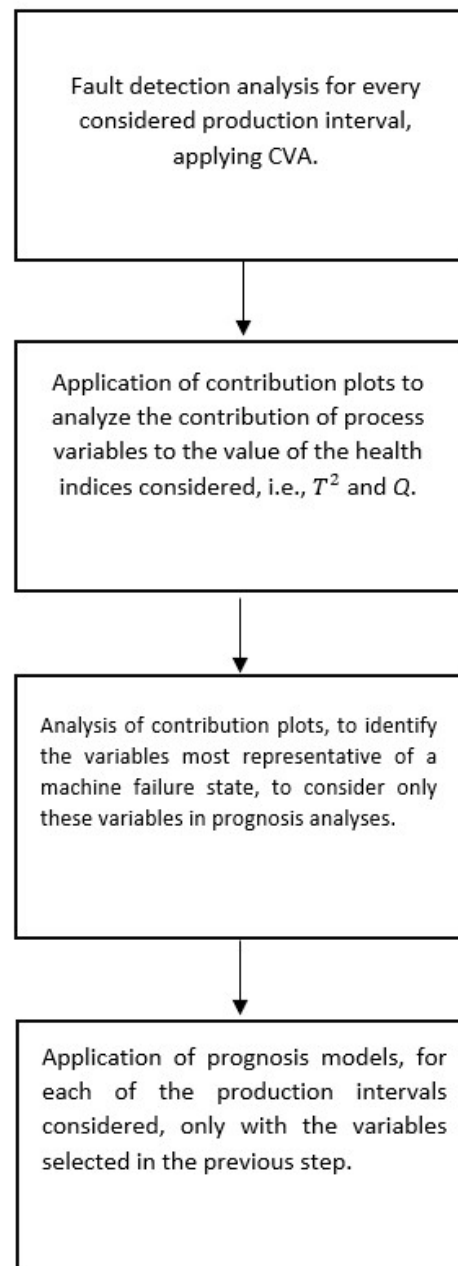 Fault detection analysis for every
considered production interval,
applying CVA.
Application of contribution plots to
analyze the contribution of process
variables to the value of the health
indices considered, i.e., T² and Q.
Analysis of contribution plots, to identify
the variables most representative of a
machine failure state, to consider only
these variables in prognosis analyses.
Application of prognosis models, for
each of the production intervals
considered, only with the variables
selected in the previous step.